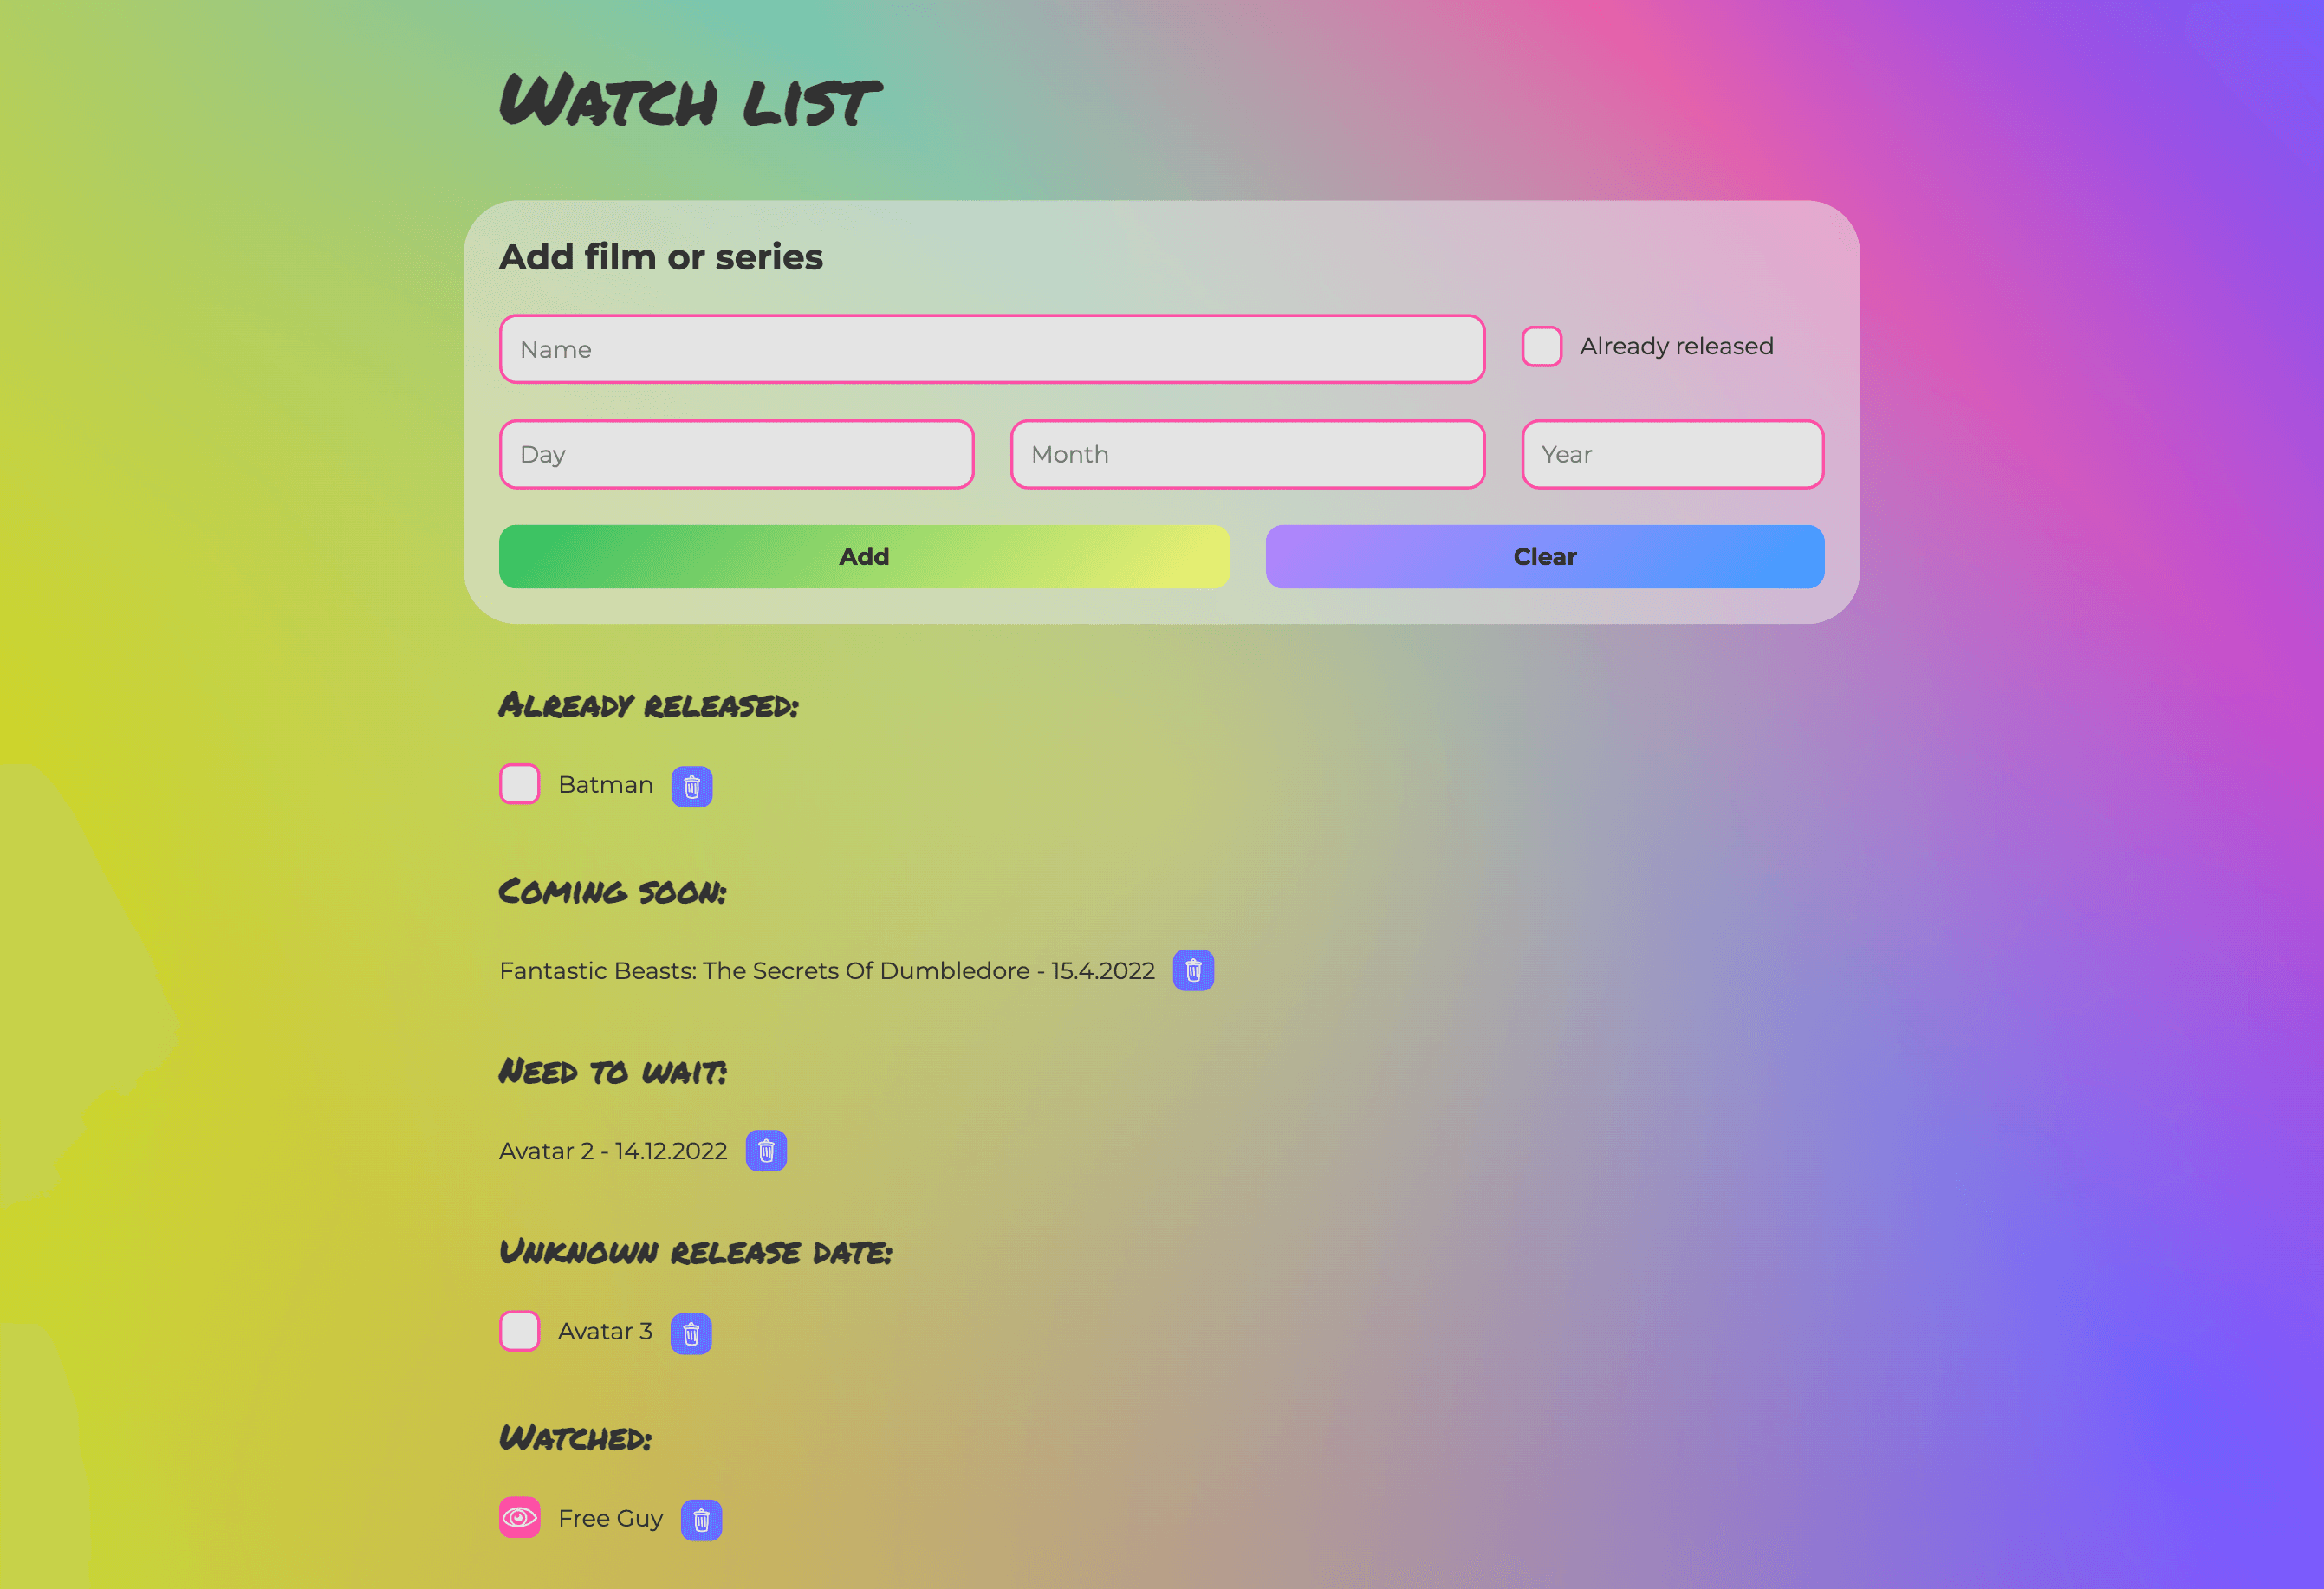 Watch list
Add film or series
Name
Already released
Day Month Year
Add Clear
Already released:
Batman
Coming soon:
Fantastic Beasts: The Secrets Of Dumbledore - 15.4.2022
Need to wait:
Avatar 2 - 14.12.2022
Unknown release date:
Avatar 3
Watched:
Free Guy